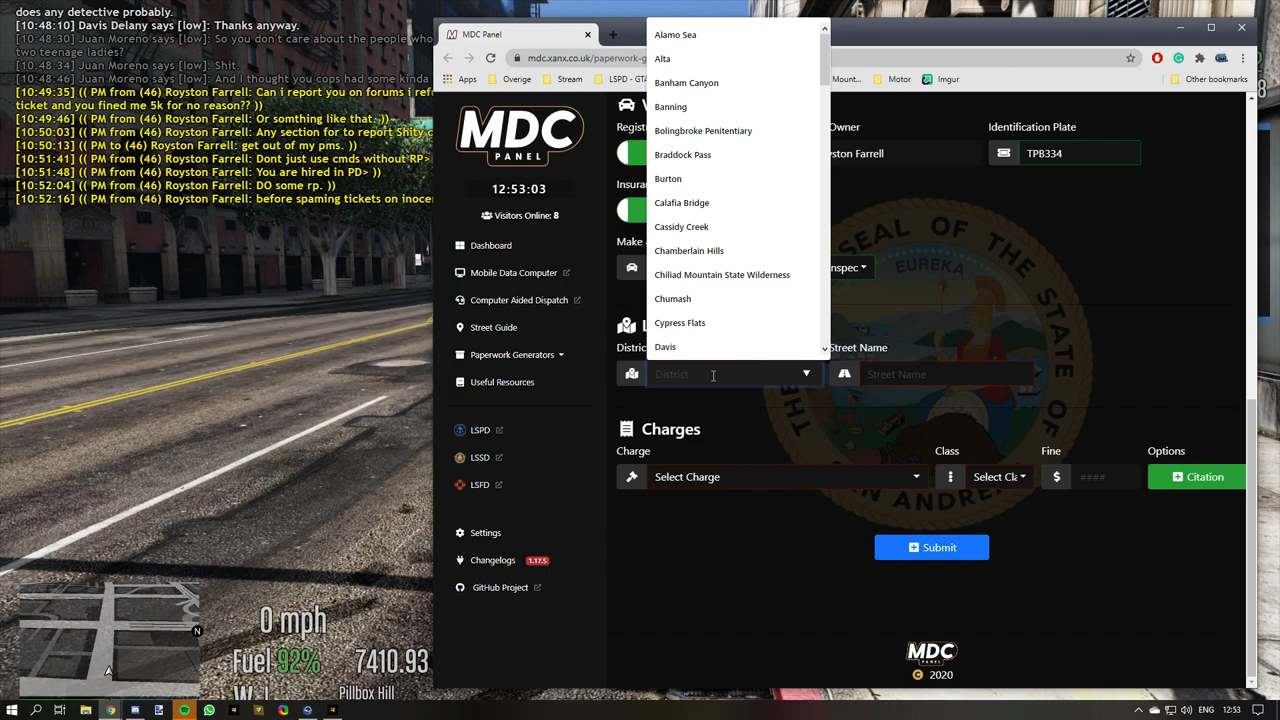 does any detective probably.
[10:48:10] Davis Delany says [low]: Thanks anyway.
[10:48:30] Juan Moreno says [low]: So you don't care about the people who
two teenage ladies?
[10:48:34] Juan Moreno says [low]: Shit.
[10:48:46] Juan Moreno says [low]: And I thought you cops had some kinda
[10:49:35] (( PM from (46) Royston Farrell: Can i report you on forums i ref
ticket and you fined me 5k for no reason?? ))
[10:49:46] (( PM from (46) Royston Farrell: Or somthing like that. ))
[10:50:03] (( PM from (46) Royston Farrell: Any section for to report Shity c
[10:50:13] (( PM to (46) Royston Farrell: get out of my pms. ))
[10:51:41] (( PM from (46) Royston Farrell: Dont just use cmds without RP>
[10:51:48] (( PM from (46) Royston Farrell: You are hired in PD> ))
[10:52:04] (( PM from (46) Royston Farrell: DO some rp. ))
[10:52:16] (( PM from (46) Royston Farrell: before spaming tickets on inocen
0 mph
Fuel 92%
7410.93
Pillbox Hill
N
MDC Panel
mdc.xanx.co.uk/paperwork-g
Apps
Overige
Stream
LSPD - GTA
Mount...
Motor
Imgur
Other bookmarks
MDC
PANEL
12:53:03
Visitors Online: 8
Dashboard
Mobile Data Computer
Computer Aided Dispatch
Street Guide
Paperwork Generators
Useful Resources
LSPD
LSSD
LSFD
Settings
Changelogs 1.17.5
GitHub Project
Alamo Sea
Alta
Banham Canyon
Banning
Bolingbroke Penitentiary
Braddock Pass
Burton
Calafia Bridge
Cassidy Creek
Chamberlain Hills
Chiliad Mountain State Wilderness
Chumash
Cypress Flats
Davis
V
Regist
Owner
Identification Plate
yston Farrell
TPB334
Insura
Make
nspec
L
Distric
Street Name
District
Street Name
Charges
Charge
Class
Fine
Options
Select Charge
Select Cla
$
####
Citation
Submit
SEAL OF THE
EUREKA
MDC
PANEL
© 2020
ENG
12:53